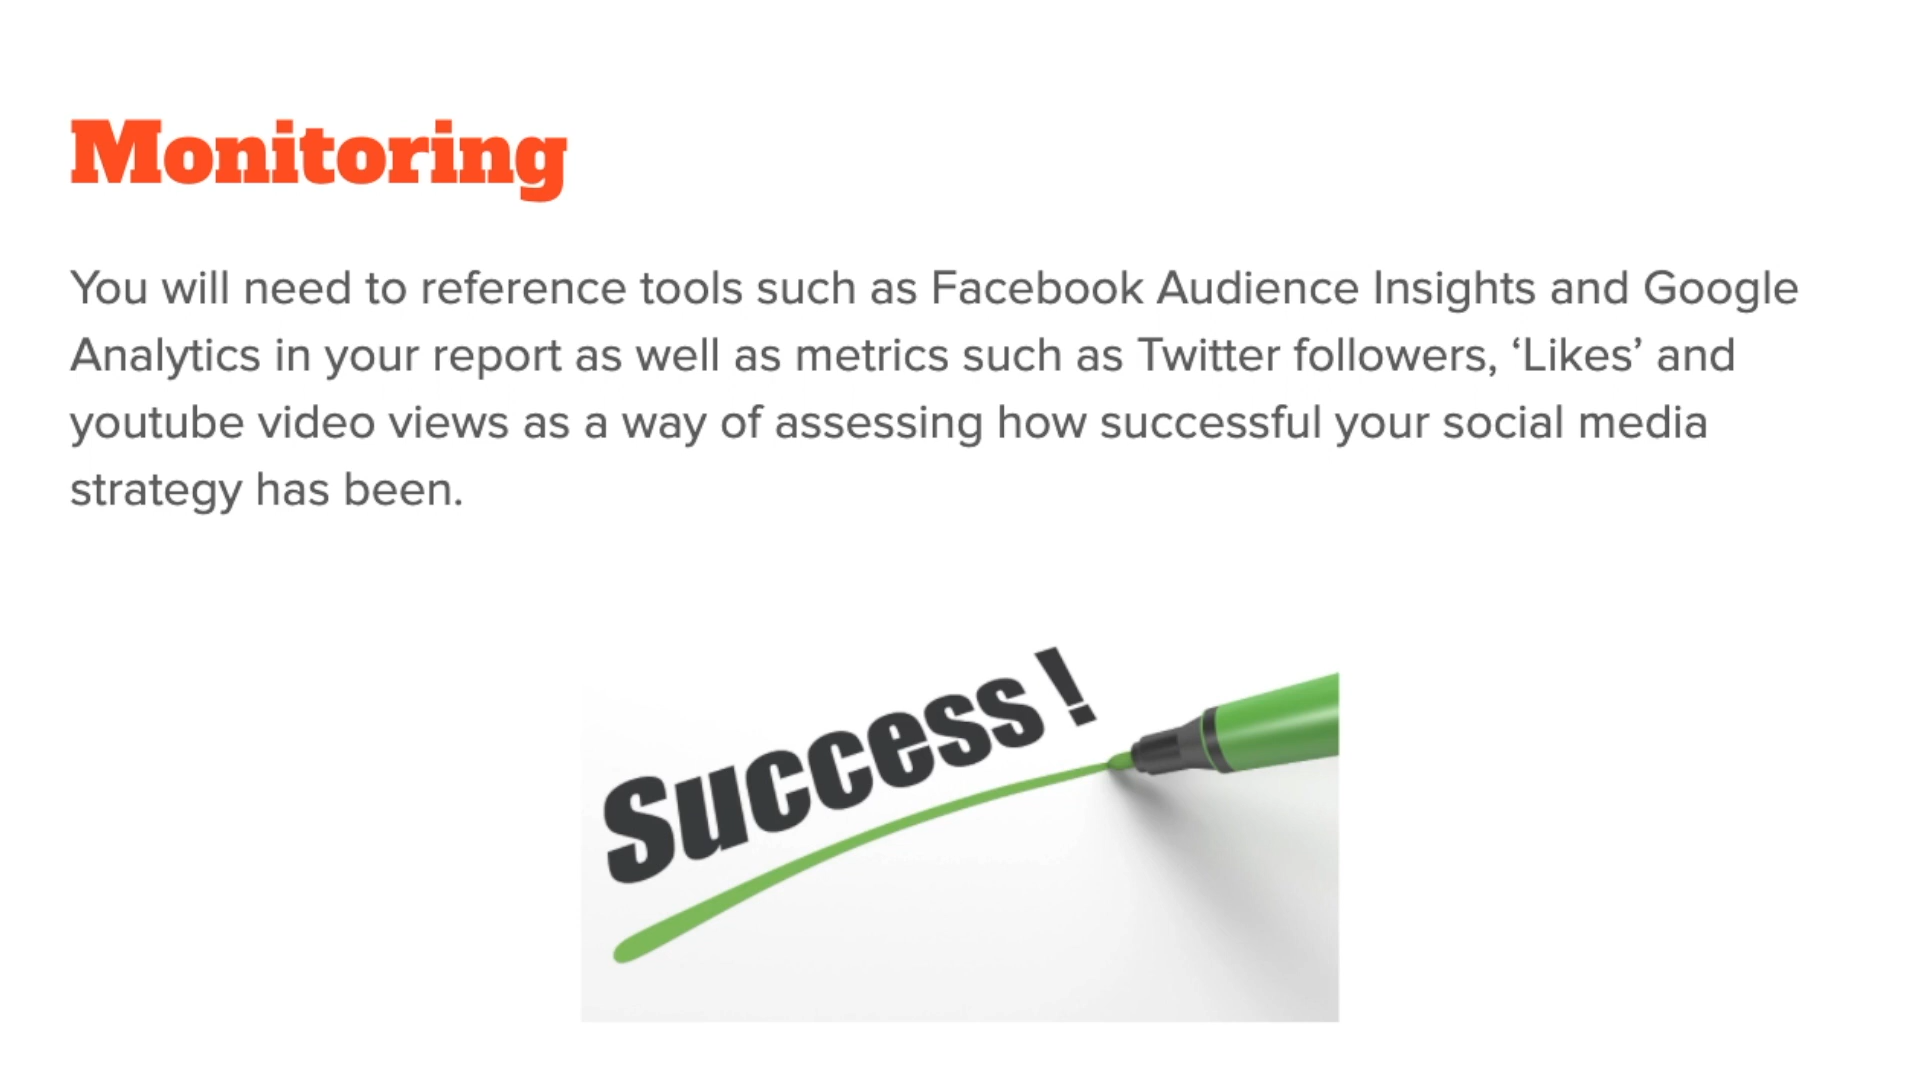 Monitoring
You will need to reference tools such as Facebook Audience Insights and Google
Analytics in your report as well as metrics such as Twitter followers, ‘Likes’ and
youtube video views as a way of assessing how successful your social media
strategy has been.
Success !